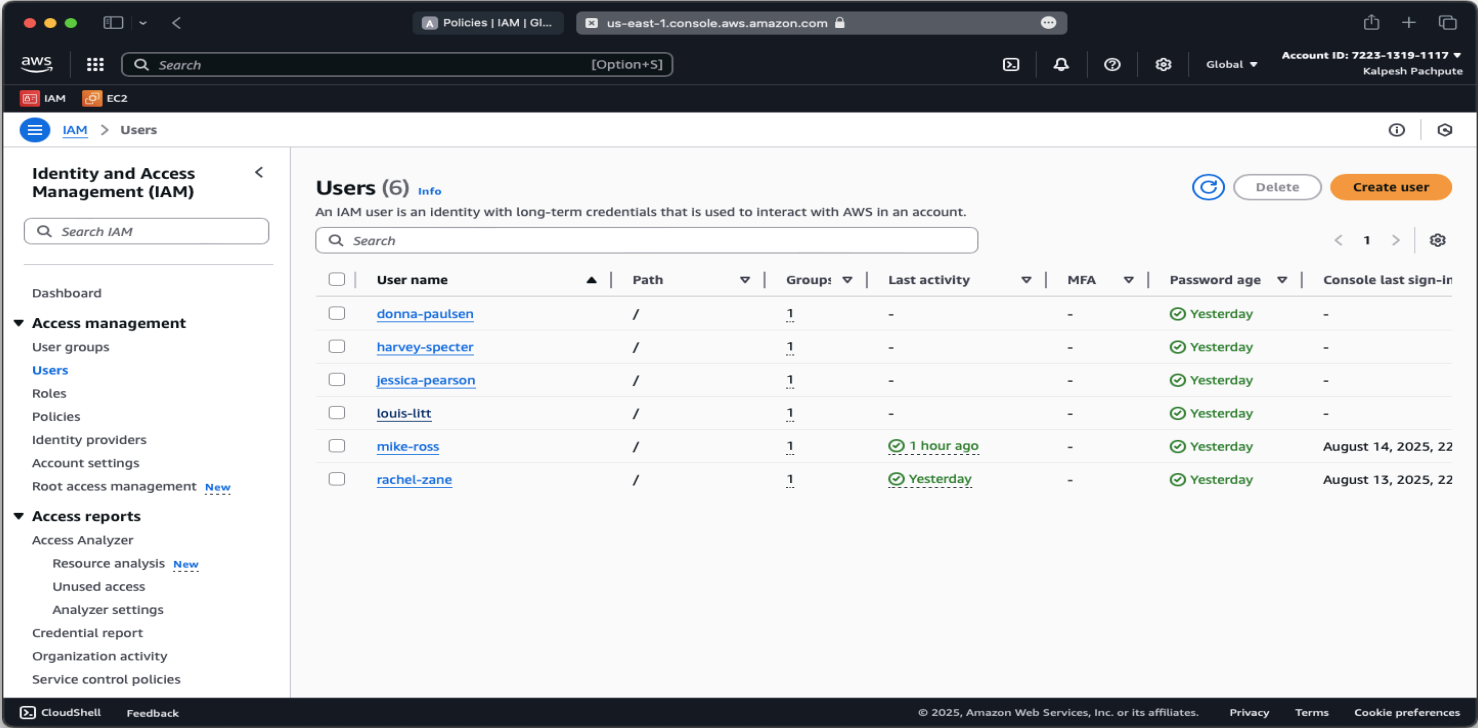 Policies | IAM | Gl...
us-east-1.console.aws.amazon.com
aws
Search [Option+S]
Global
Account ID: 7223-1319-1117
Kalpesh Pachpute
IAM EC2
IAM > Users
Identity and Access Management (IAM)
Search IAM
Dashboard
Access management
User groups
Users
Roles
Policies
Identity providers
Account settings
Root access management New
Access reports
Access Analyzer
Resource analysis New
Unused access
Analyzer settings
Credential report
Organization activity
Service control policies
Users (6) Info
An IAM user is an identity with long-term credentials that is used to interact with AWS in an account.
Delete
Create user
Search
1
User name Path Groups Last activity MFA Password age Console last sign-in
donna-paulsen / 1 - - Yesterday -
harvey-specter / 1 - - Yesterday -
jessica-pearson / 1 - - Yesterday -
louis-litt / 1 - - Yesterday -
mike-ross / 1 1 hour ago - Yesterday August 14, 2025, 22
rachel-zane / 1 Yesterday - Yesterday August 13, 2025, 22
CloudShell Feedback © 2025, Amazon Web Services, Inc. or its affiliates. Privacy Terms Cookie preferences